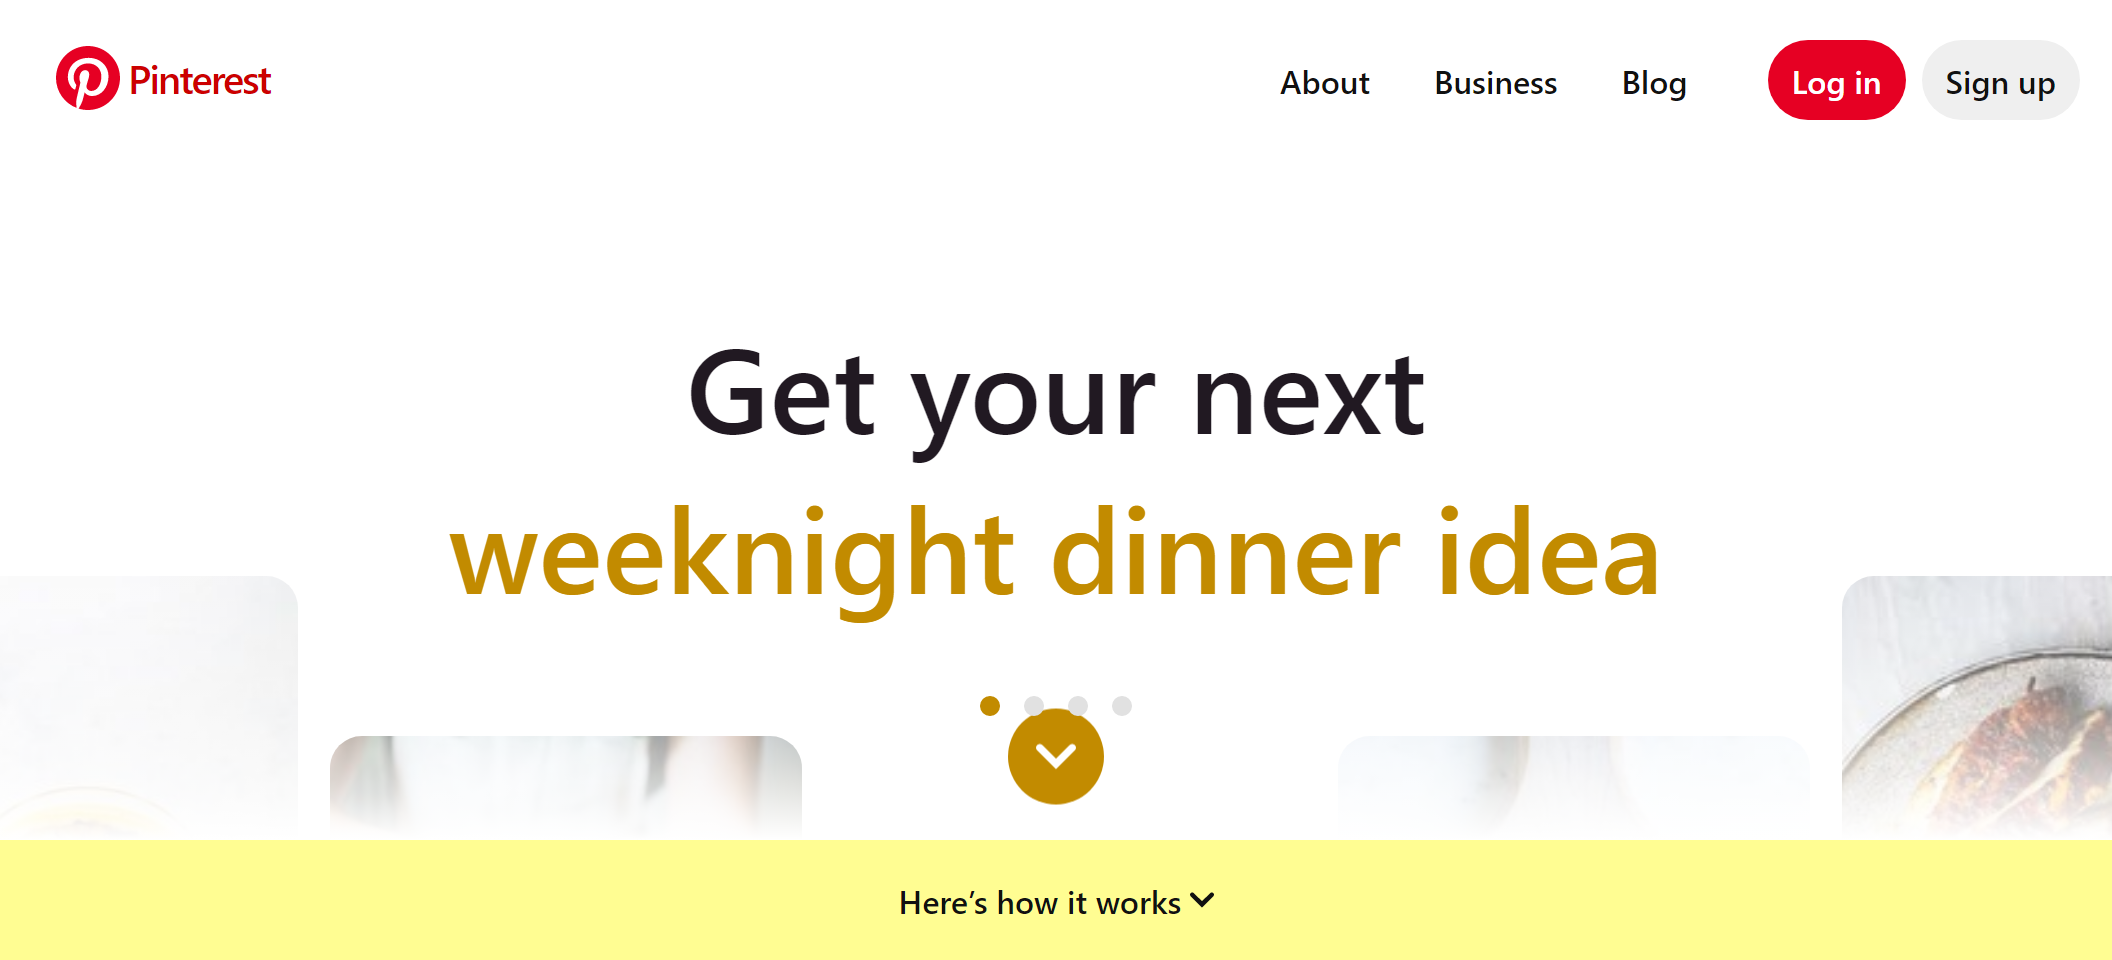 Pinterest
About
Business
Blog
Log in
Sign up
Get your next
weeknight dinner idea
Here’s how it works